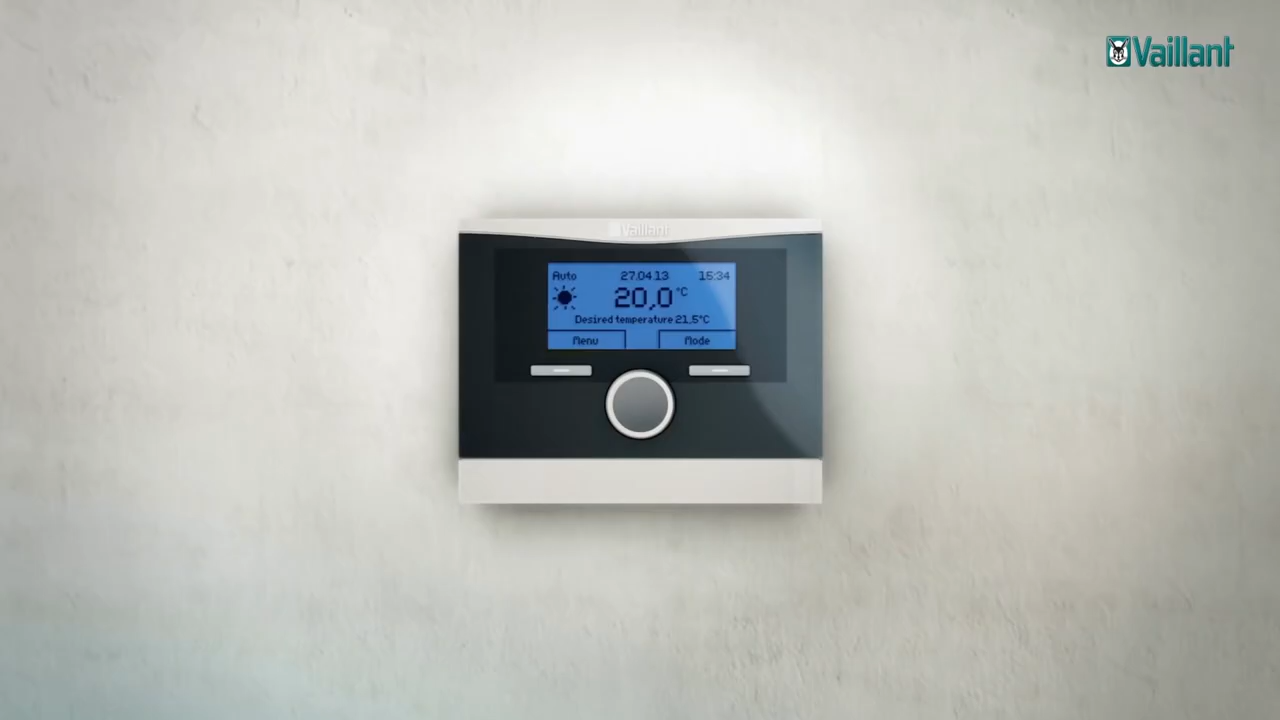 Vaillant
Vaillant
Auto 27.04.13 15:34
20,0 °C
Desired temperature 21,5°C
Menu Mode